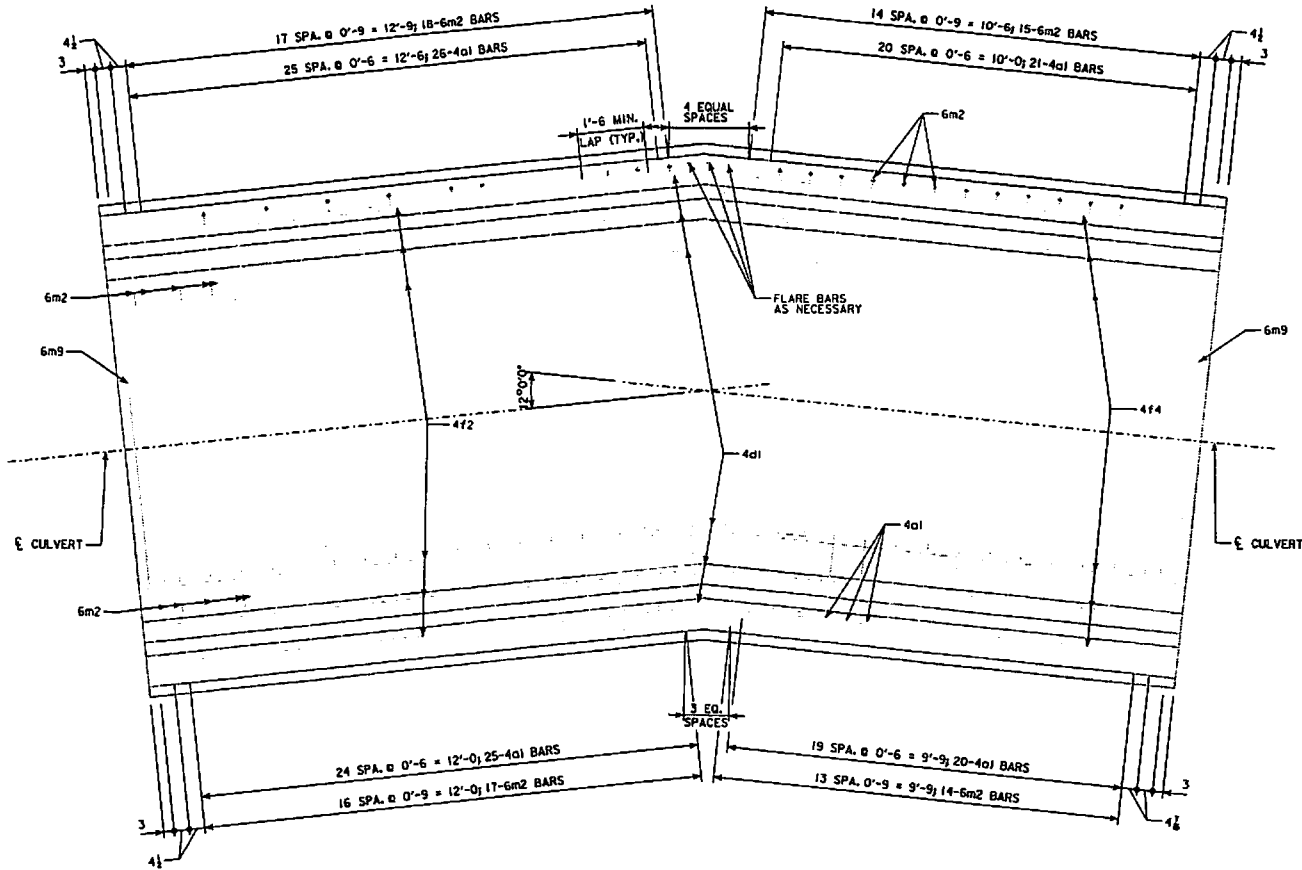 17 SPA. @ 0'-9 = 12'-9; 18-6m2 BARS
14 SPA. @ 0'-9 = 10'-6; 15-6m2 BARS
4½
3
25 SPA. @ 0'-6 = 12'-6; 26-4a1 BARS
20 SPA. @ 0'-6 = 10'-0; 21-4a1 BARS
3
1'-6 MIN.
LAP (TYP.)
4 EQUAL
SPACES
6m2
6m2
FLARE BARS
AS NECESSARY
6m9
6m9
12°0'0"
4f2
4f4
4d1
4a1
℄ CULVERT
℄ CULVERT
6m2
3 EQ.
SPACES
24 SPA. @ 0'-6 = 12'-0; 25-4a1 BARS
19 SPA. @ 0'-6 = 9'-9; 20-4a1 BARS
16 SPA. @ 0'-9 = 12'-0; 17-6m2 BARS
13 SPA. 0'-9 = 9'-9; 14-6m2 BARS
3
3
4½